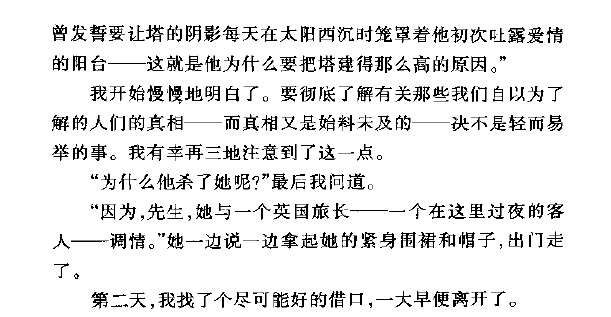 曾发誓要让塔的阴影每天在太阳西沉时笼罩着他初次吐露爱情
的阳台——这就是他为什么要把塔建得那么高的原因。”
我开始慢慢地明白了。要彻底了解有关那些我们自以为了
解的人们的真相——而真相又是始料未及的——决不是轻而易
举的事。我有幸再三地注意到了这一点。
“为什么他杀了她呢?”最后我问道。
“因为,先生,她与一个英国旅长——一个在这里过夜的客
人——调情。”她一边说一边拿起她的紧身围裙和帽子,出门走
了。
第二天,我找了个尽可能好的借口,一大早便离开了。